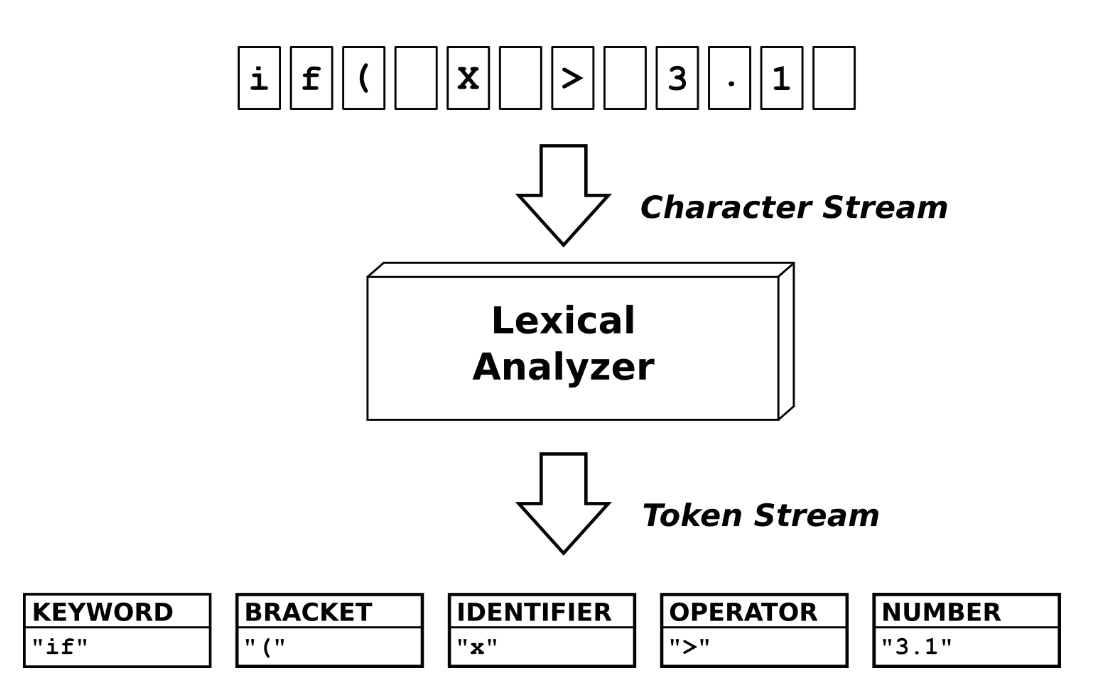 i f (   X   >   3 . 1
Character Stream
Lexical
Analyzer
Token Stream
KEYWORD BRACKET IDENTIFIER OPERATOR NUMBER
"if" "(" "x" ">" "3.1"